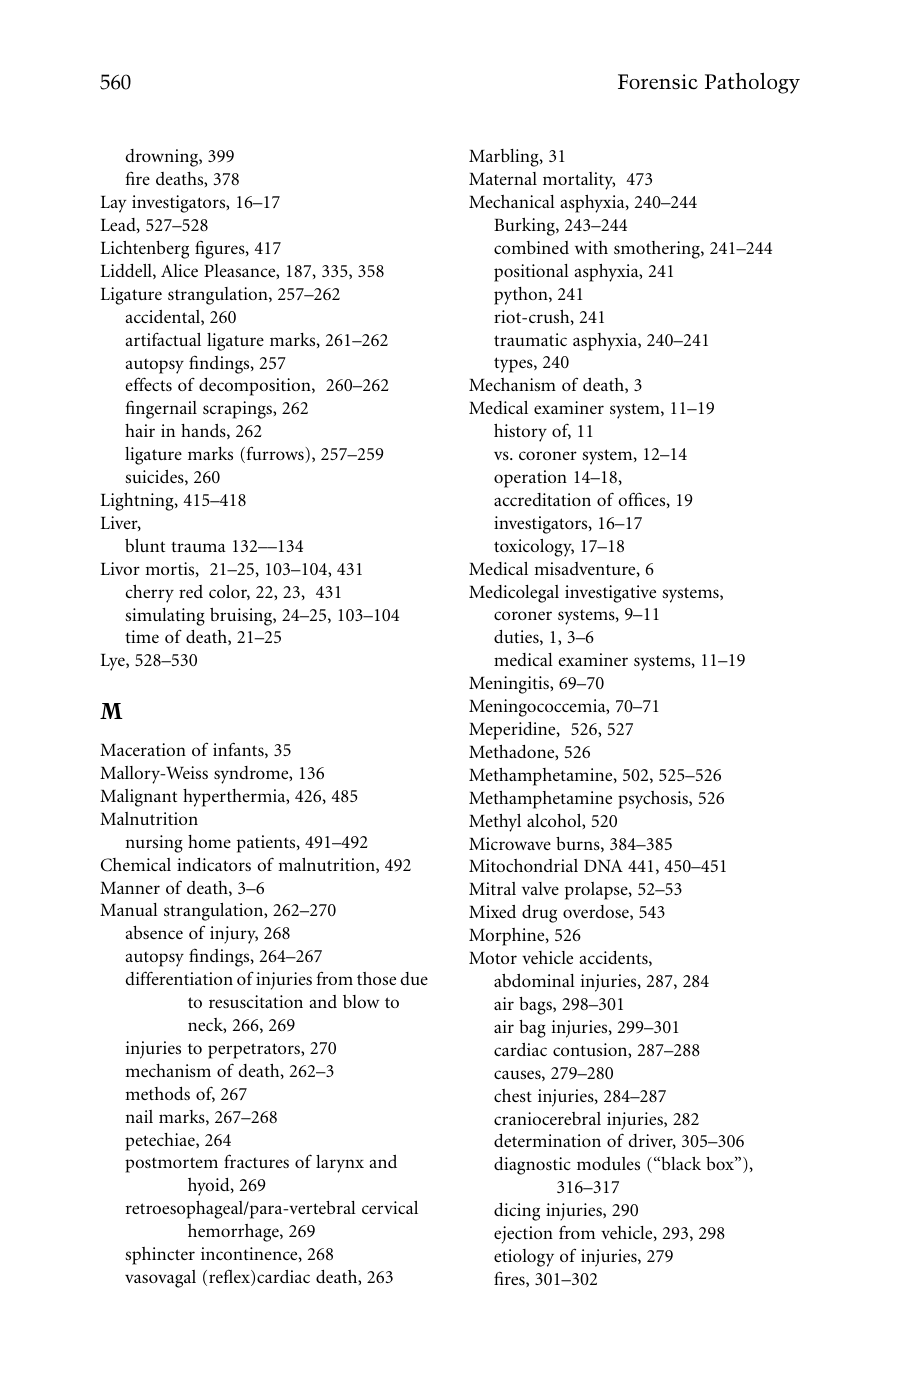 560
Forensic Pathology
drowning, 399
fire deaths, 378
Lay investigators, 16–17
Lead, 527–528
Lichtenberg figures, 417
Liddell, Alice Pleasance, 187, 335, 358
Ligature strangulation, 257–262
accidental, 260
artifactual ligature marks, 261–262
autopsy findings, 257
effects of decomposition, 260–262
fingernail scrapings, 262
hair in hands, 262
ligature marks (furrows), 257–259
suicides, 260
Lightning, 415–418
Liver,
blunt trauma 132—–134
Livor mortis, 21–25, 103–104, 431
cherry red color, 22, 23, 431
simulating bruising, 24–25, 103–104
time of death, 21–25
Lye, 528–530
M
Maceration of infants, 35
Mallory-Weiss syndrome, 136
Malignant hyperthermia, 426, 485
Malnutrition
nursing home patients, 491–492
Chemical indicators of malnutrition, 492
Manner of death, 3–6
Manual strangulation, 262–270
absence of injury, 268
autopsy findings, 264–267
differentiation of injuries from those due
to resuscitation and blow to
neck, 266, 269
injuries to perpetrators, 270
mechanism of death, 262–3
methods of, 267
nail marks, 267–268
petechiae, 264
postmortem fractures of larynx and
hyoid, 269
retroesophageal/para-vertebral cervical
hemorrhage, 269
sphincter incontinence, 268
vasovagal (reflex)cardiac death, 263
Marbling, 31
Maternal mortality, 473
Mechanical asphyxia, 240–244
Burking, 243–244
combined with smothering, 241–244
positional asphyxia, 241
python, 241
riot-crush, 241
traumatic asphyxia, 240–241
types, 240
Mechanism of death, 3
Medical examiner system, 11–19
history of, 11
vs. coroner system, 12–14
operation 14–18,
accreditation of offices, 19
investigators, 16–17
toxicology, 17–18
Medical misadventure, 6
Medicolegal investigative systems,
coroner systems, 9–11
duties, 1, 3–6
medical examiner systems, 11–19
Meningitis, 69–70
Meningococcemia, 70–71
Meperidine, 526, 527
Methadone, 526
Methamphetamine, 502, 525–526
Methamphetamine psychosis, 526
Methyl alcohol, 520
Microwave burns, 384–385
Mitochondrial DNA 441, 450–451
Mitral valve prolapse, 52–53
Mixed drug overdose, 543
Morphine, 526
Motor vehicle accidents,
abdominal injuries, 287, 284
air bags, 298–301
air bag injuries, 299–301
cardiac contusion, 287–288
causes, 279–280
chest injuries, 284–287
craniocerebral injuries, 282
determination of driver, 305–306
diagnostic modules (“black box”),
316–317
dicing injuries, 290
ejection from vehicle, 293, 298
etiology of injuries, 279
fires, 301–302